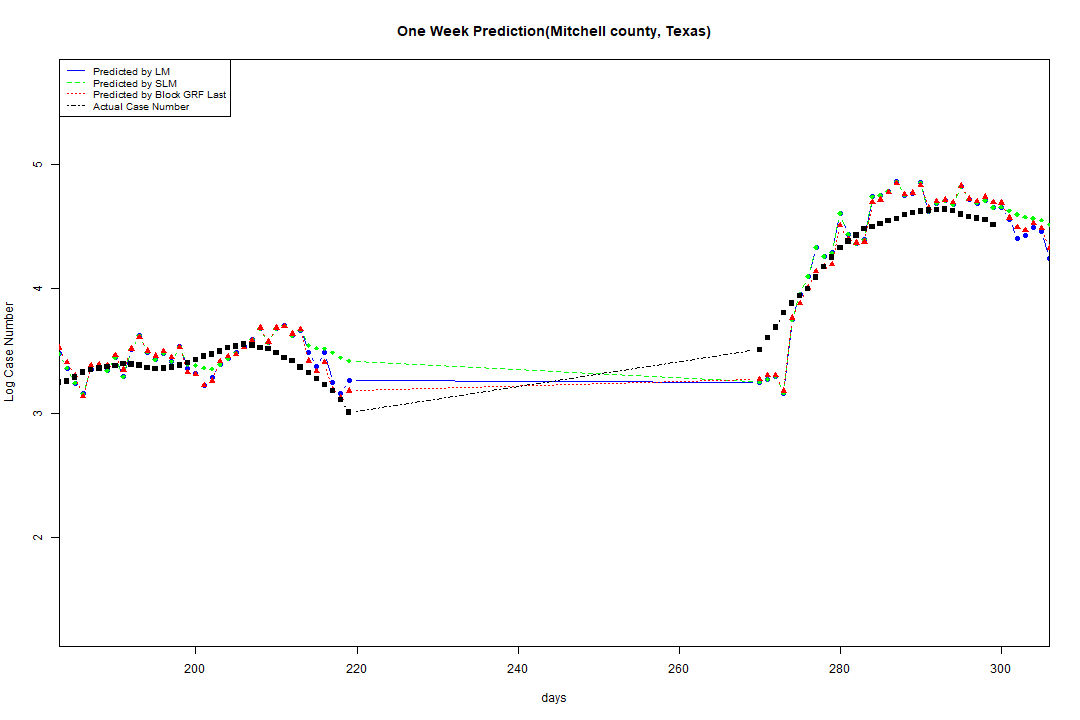 One Week Prediction(Mitchell county, Texas)
Predicted by LM
Predicted by SLM
Predicted by Block GRF Last
Actual Case Number
5
4
3
2
Log Case Number
200 220 240 260 280 300
days